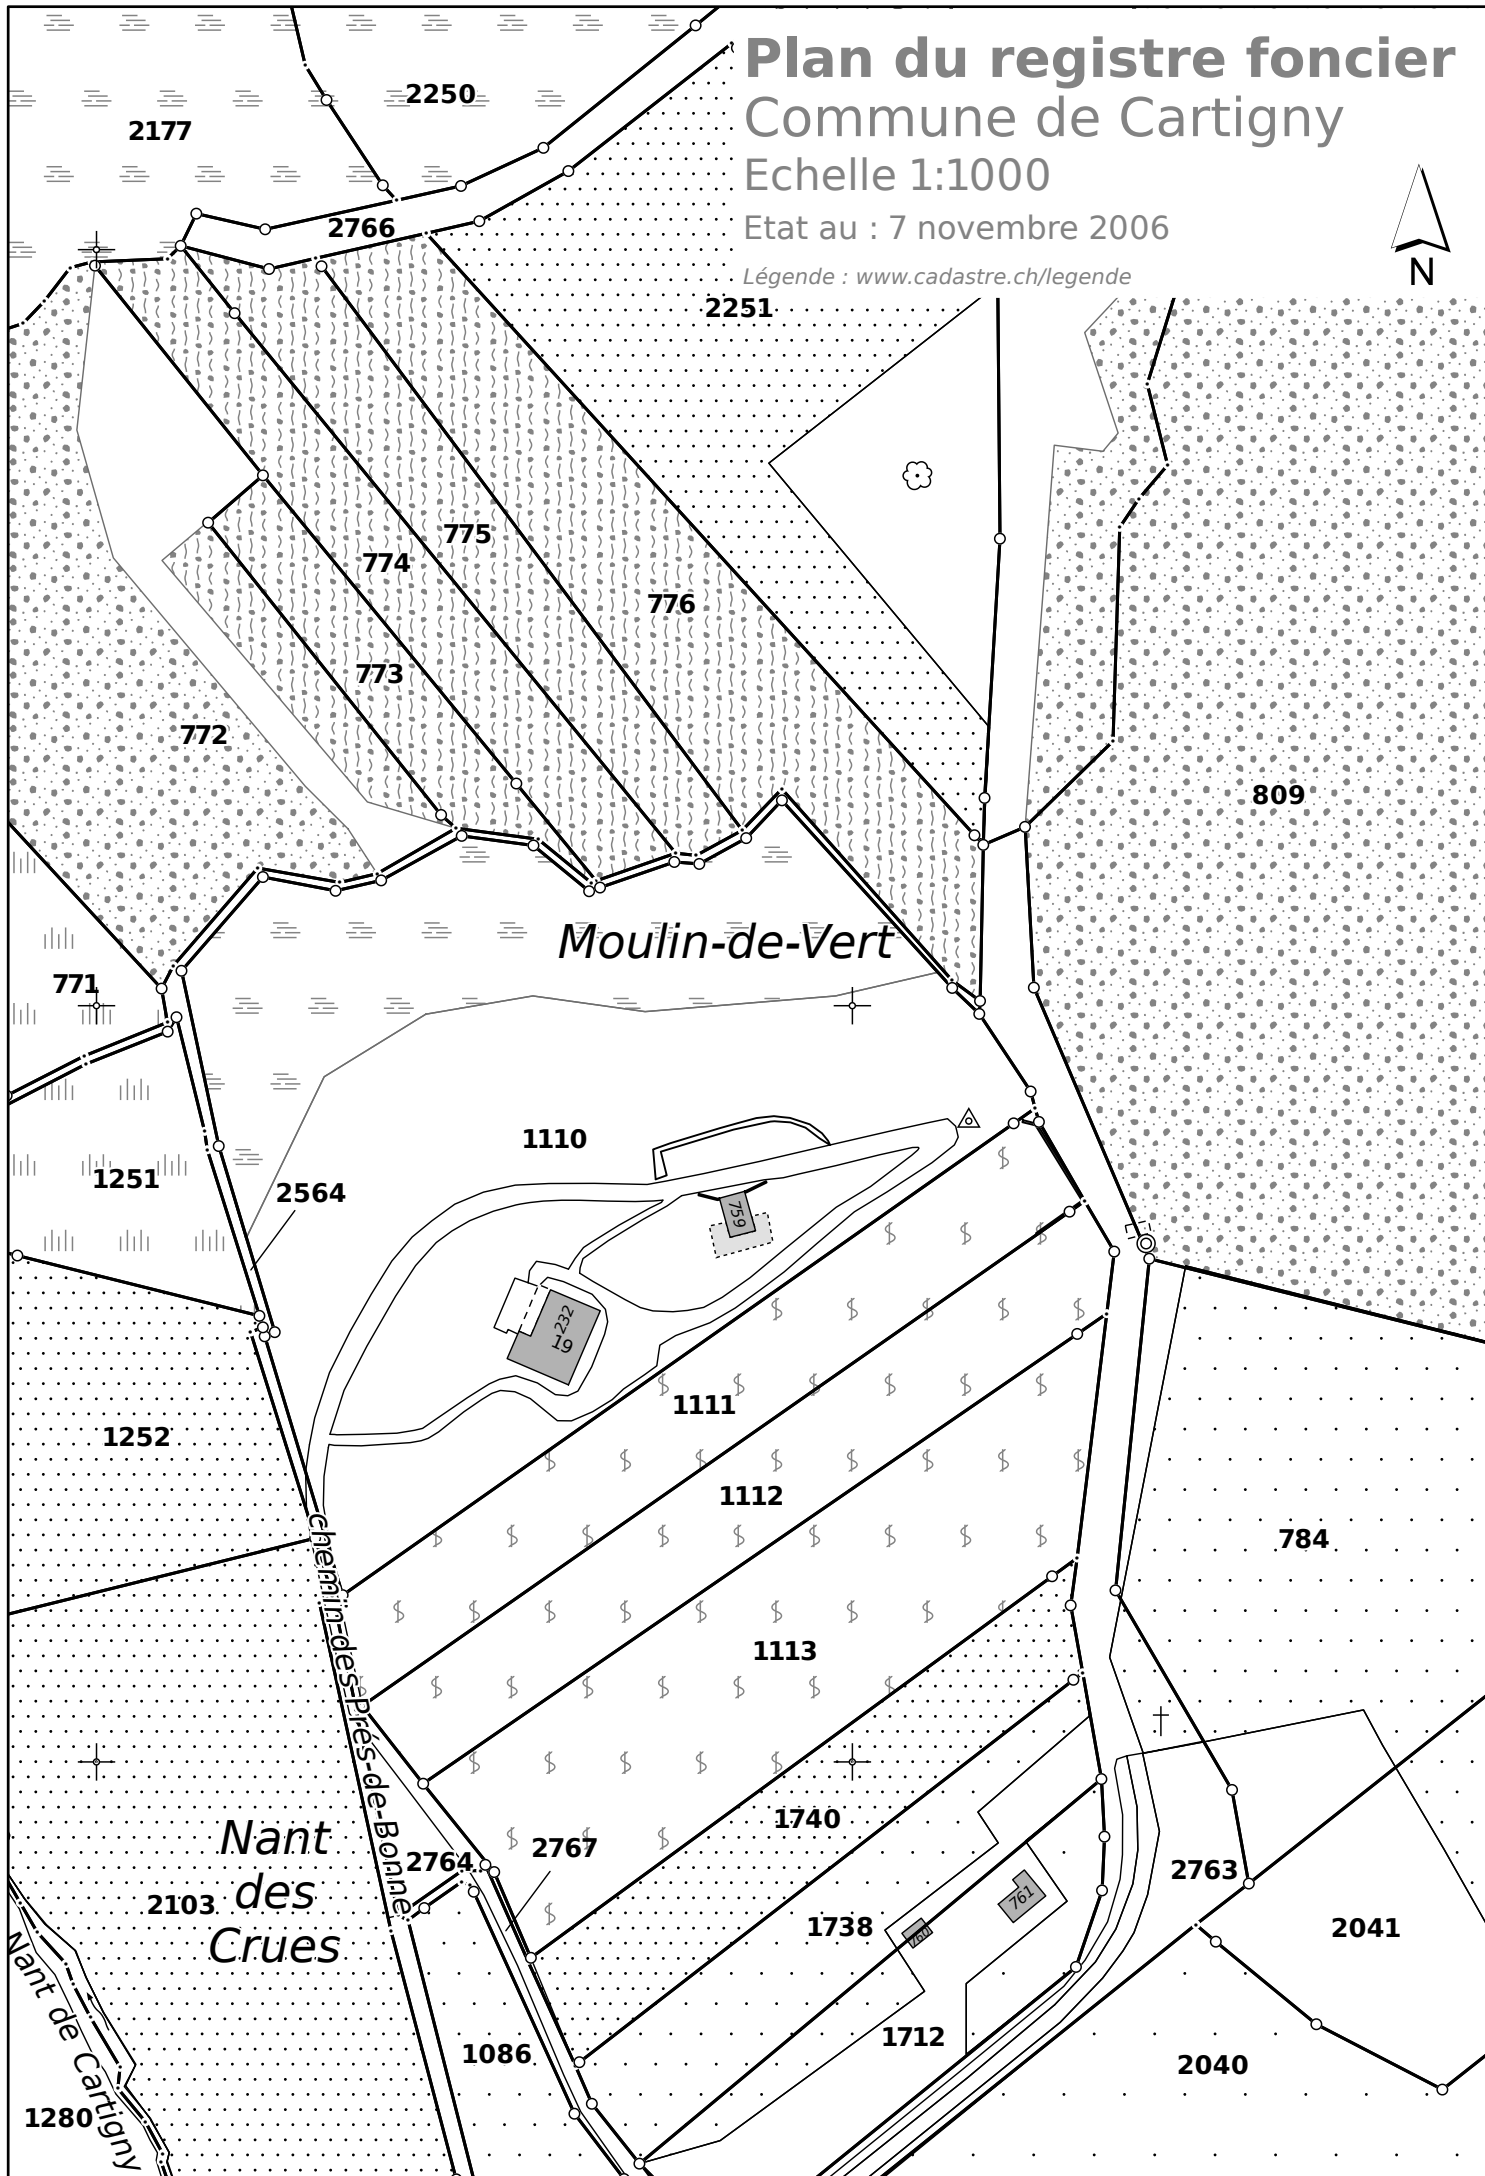 Plan du registre foncier
Commune de Cartigny
Echelle 1:1000
Etat au : 7 novembre 2006
Légende : www.cadastre.ch/legende
N
2250
2177
2766
2251
775
774
776
773
772
809
Moulin-de-Vert
771
1110
1251
2564
759
232
19
1111
1252
1112
784
chemin-des-Prés-de-Bonne
1113
1740
Nant
des
Crues
2767
2764
2763
2103
1738
761
760
2041
Nant de Cartigny
1712
1086
2040
1280